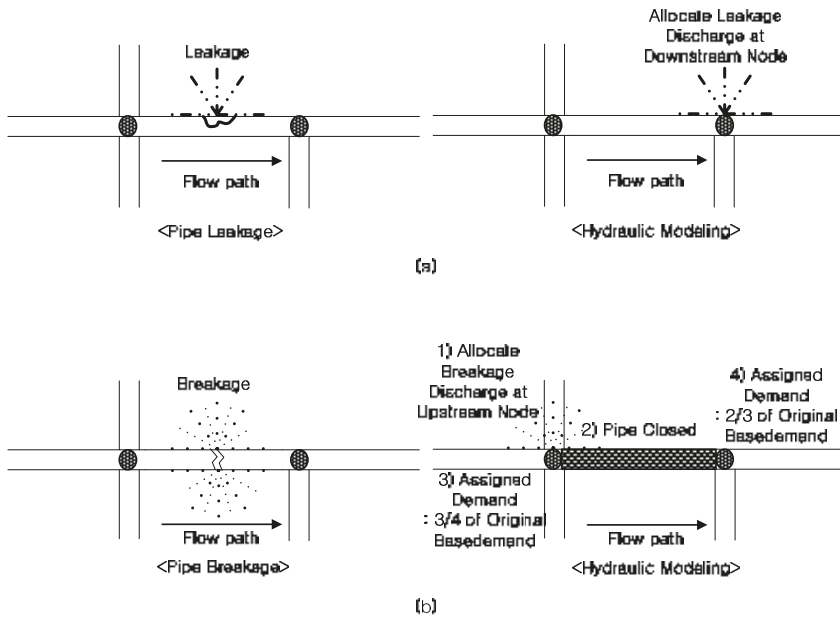 Leakage
Flow path
<Pipe Leakage>
Allocate Leakage
Discharge at
Downstream Node
Flow path
<Hydraulic Modeling>
(a)
Breakage
Flow path
<Pipe Breakage>
1) Allocate
Breakage
Discharge at
Upstream Node
2) Pipe Closed
3) Assigned
Demand
: 3/4 of Original
Basedemand
4) Assigned
Demand
: 2/3 of Original
Basedemand
Flow path
<Hydraulic Modeling>
(b)